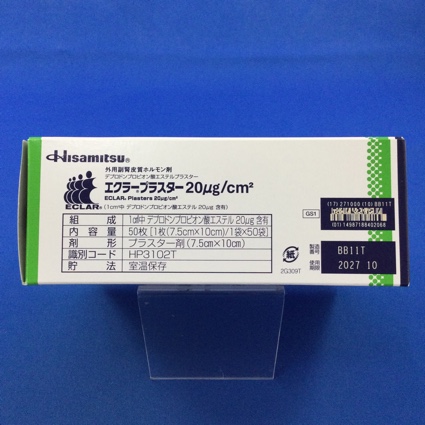 Hisamitsu®
外用副腎皮質ホルモン剤
デプロドンプロピオン酸エステルプラスター
エクラー®プラスター 20μg/cm²
ECLAR® Plasters 20μg/cm²
ECLAR®
(1cm²中 デプロドンプロピオン酸エステル 20μg 含有)
組成 1cm²中 デプロドンプロピオン酸エステル 20μg 含有
内容量 50枚 [1枚(7.5cm×10cm)/1袋×50袋]
剤形 プラスター剤(7.5cm×10cm)
識別コード HP3102T
貯法 室温保存
2G309T
紙
(17) 271000 (10) BB11T
GS1
(01) 14987188402068
製造番号 BB11T
使用期限 2027 10